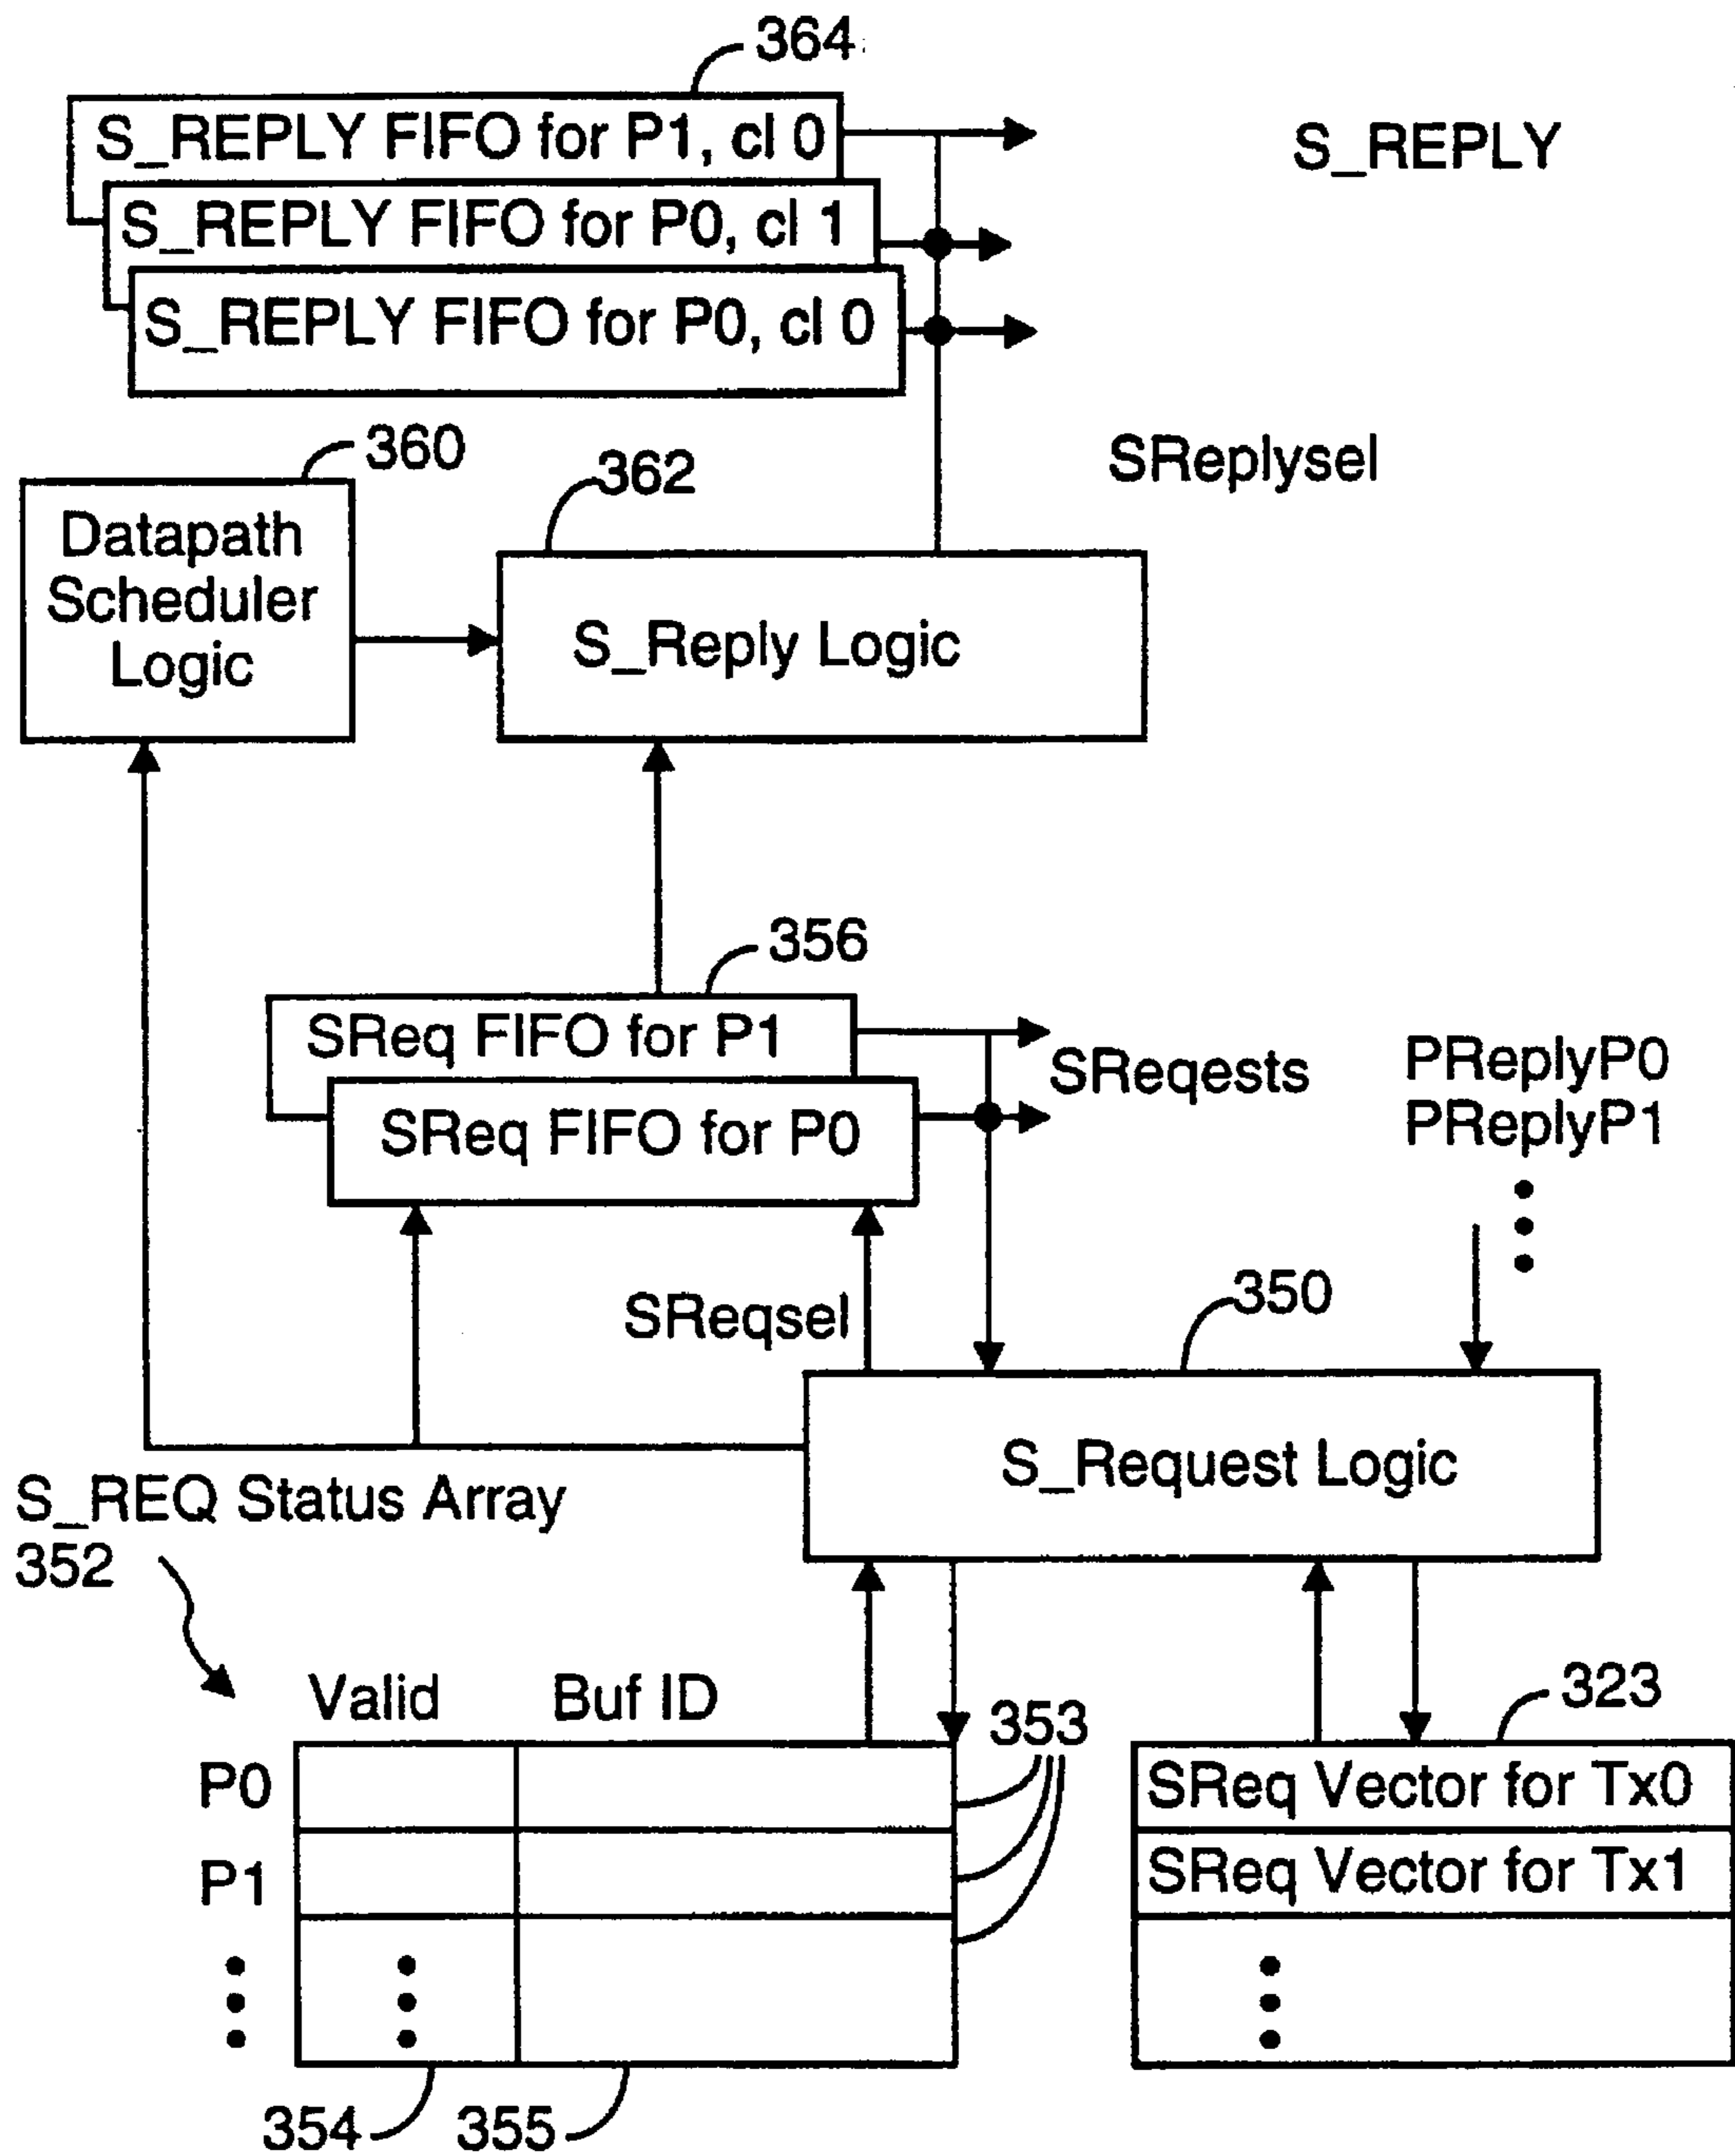 364
S_REPLY FIFO for P1, cl 0
S_REPLY
S_REPLY FIFO for P0, cl 1
S_REPLY FIFO for P0, cl 0
360
362
SReplysel
Datapath
Scheduler
Logic
S_Reply Logic
356
SReq FIFO for P1
SReqests
PReplyP0
SReq FIFO for P0
PReplyP1
SReqsel
350
S_Request Logic
S_REQ Status Array
352
Valid
Buf ID
353
323
P0
SReq Vector for Tx0
P1
SReq Vector for Tx1
354
355